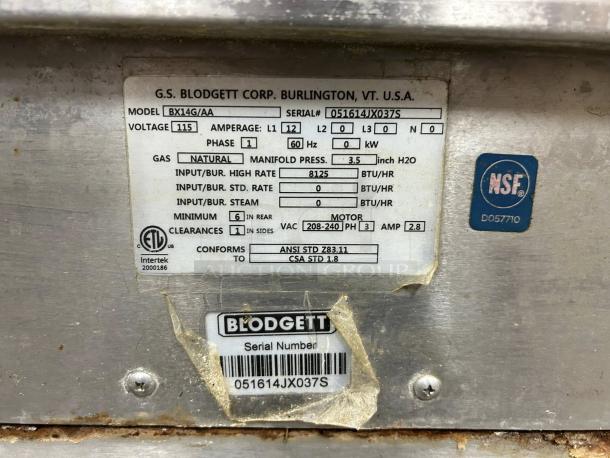 G.S. BLODGETT CORP. BURLINGTON, VT. U.S.A.
MODEL BX14G/AA SERIAL# 051614JX037S
VOLTAGE 115 AMPERAGE: L1 12 L2 0 L3 0 N 0
PHASE 1 60 Hz 0 kW
GAS NATURAL MANIFOLD PRESS. 3.5 inch H2O
INPUT/BUR. HIGH RATE 8125 BTU/HR
INPUT/BUR. STD. RATE 0 BTU/HR
INPUT/BUR. STEAM 0 BTU/HR
MINIMUM 6 IN REAR MOTOR
CLEARANCES 1 IN SIDES VAC 208-240 PH 3 AMP 2.8
C ETL US
Intertek
2000186
CONFORMS ANSI STD Z83.11
TO CSA STD 1.8
AUCTION GROUP
NSF
D057710
BLODGETT
Serial Number
051614JX037S